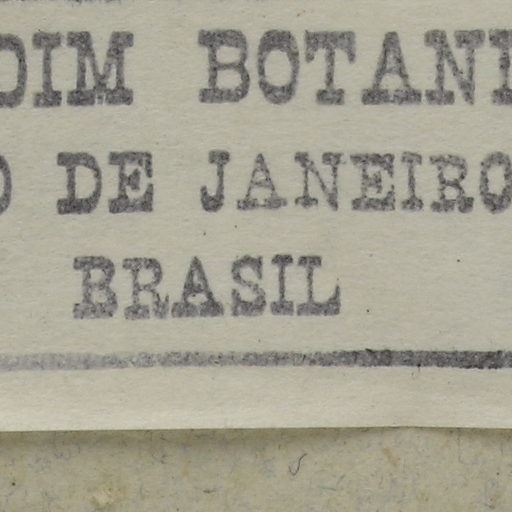 DIM BOTANI
O DE JANEIRO
BRASIL